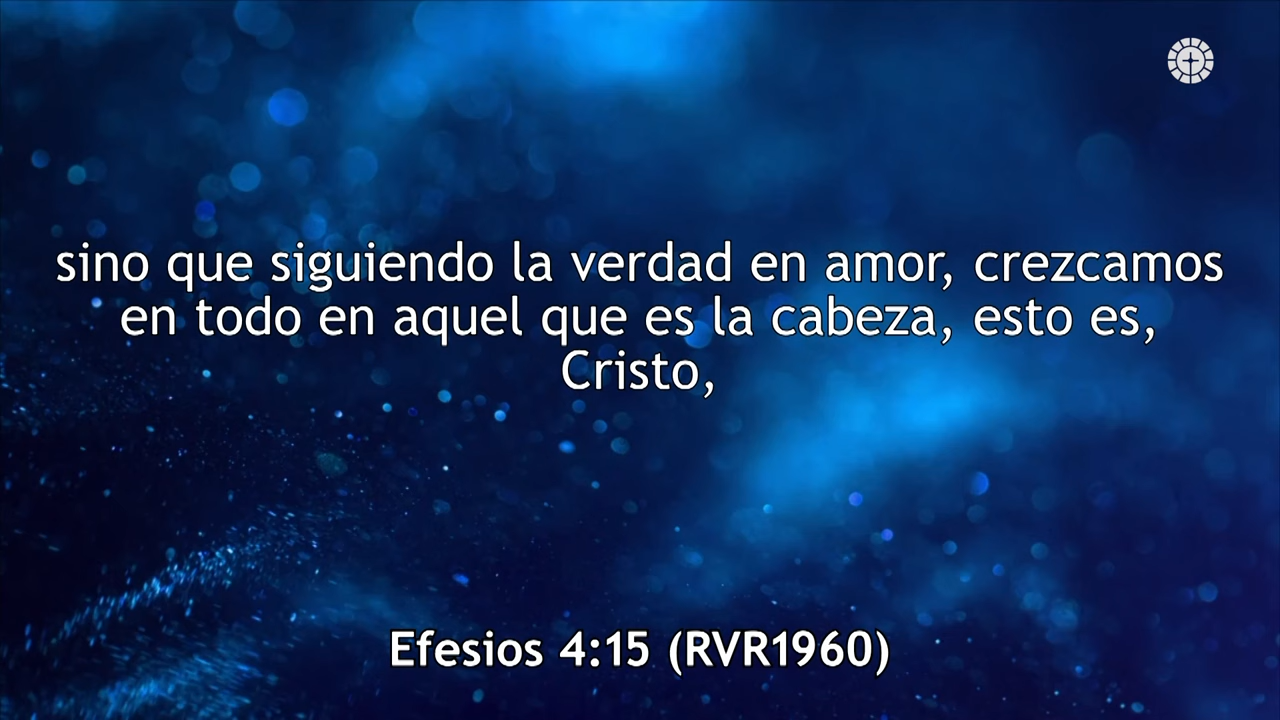 sino que siguiendo la verdad en amor, crezcamos
en todo en aquel que es la cabeza, esto es,
Cristo,
Efesios 4:15 (RVR1960)